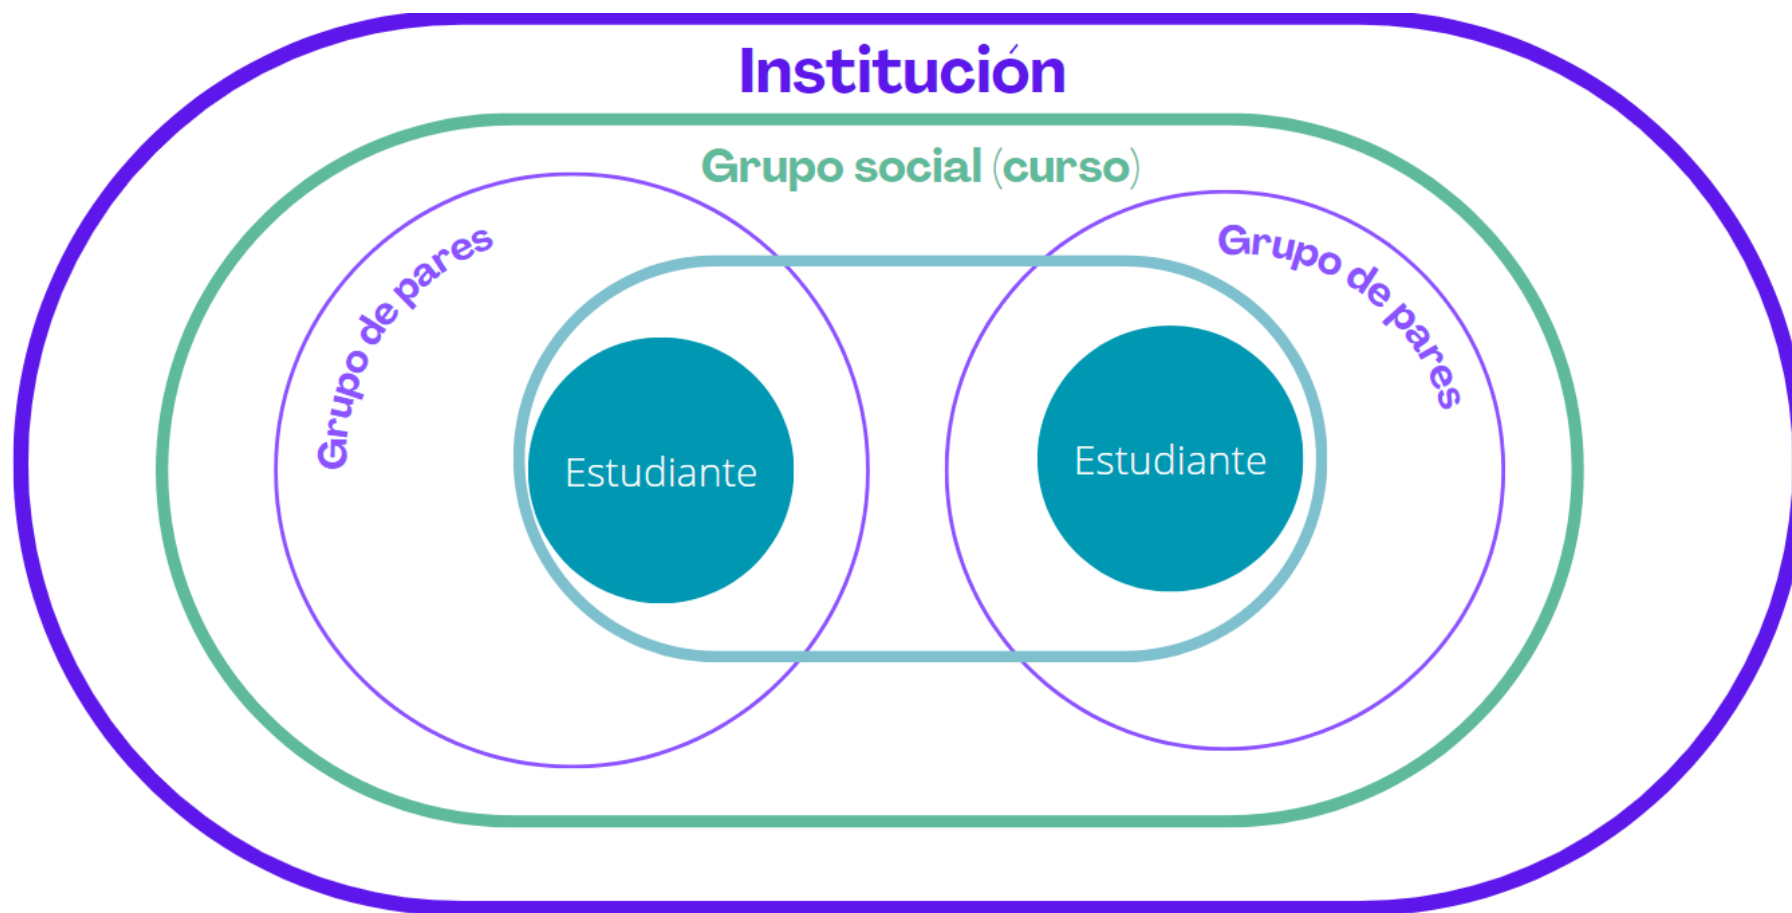 Institución
Grupo social (curso)
Grupo de pares
Grupo de pares
Estudiante
Estudiante